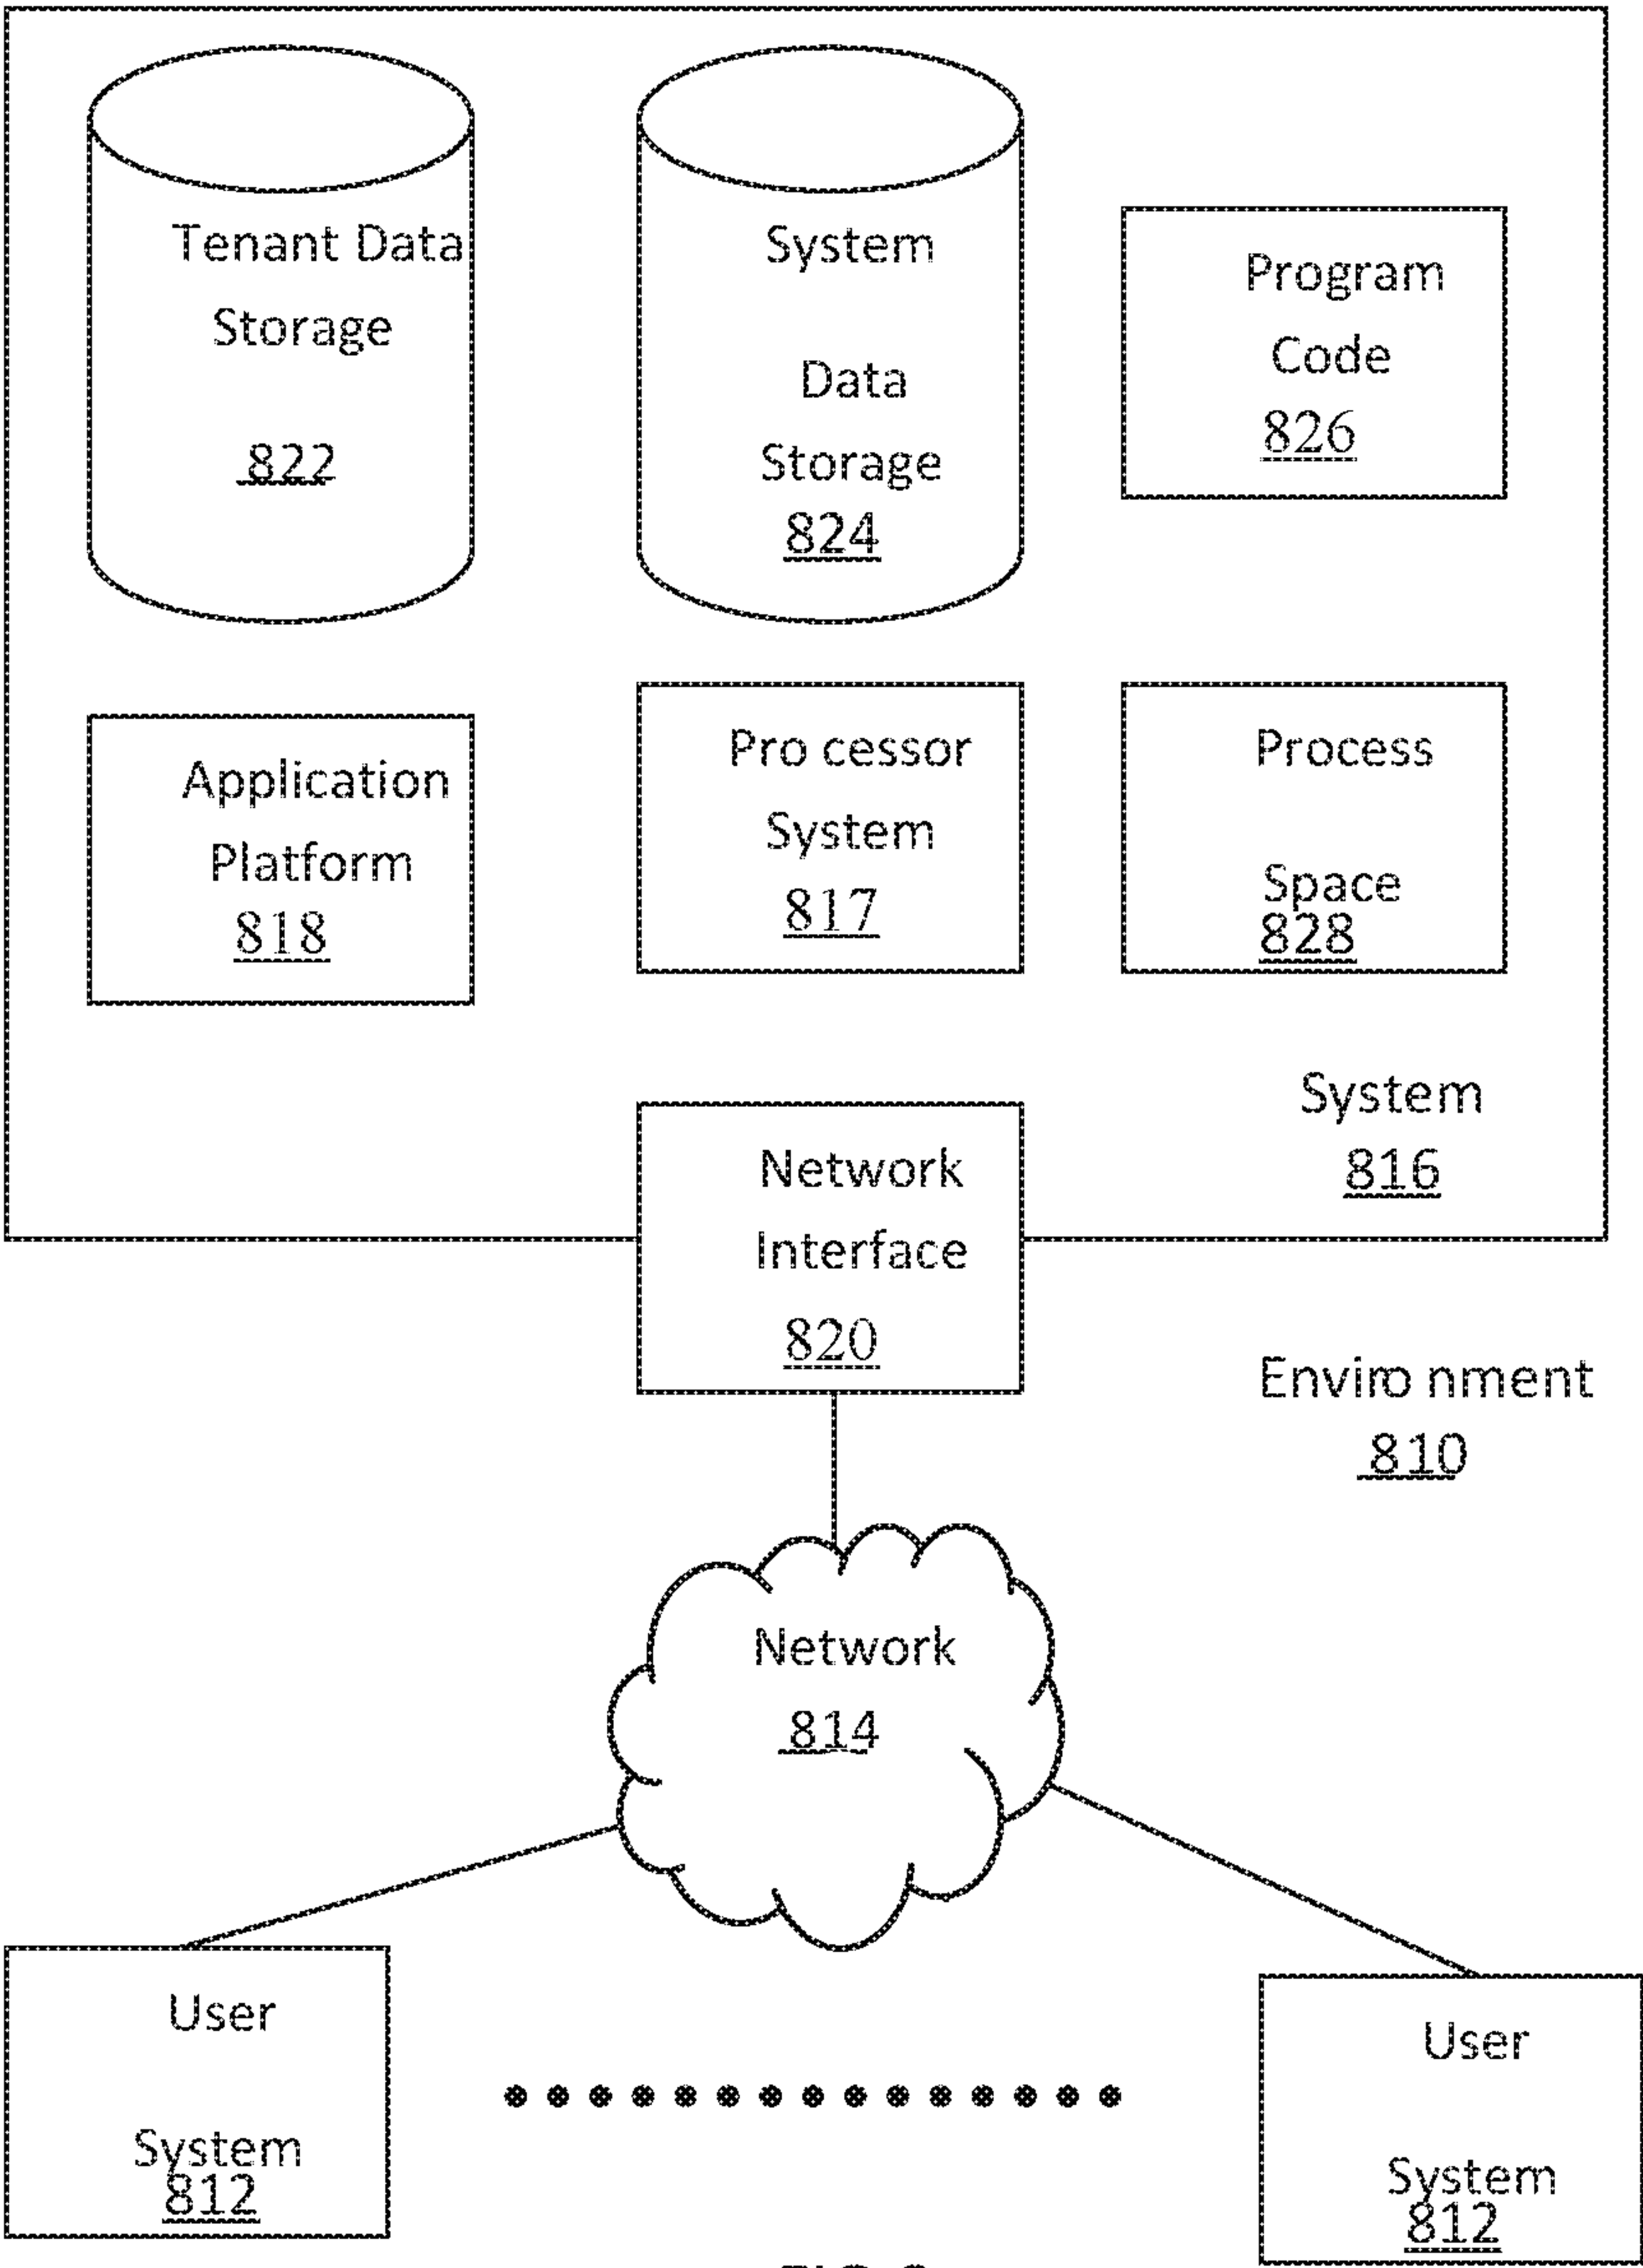 Tenant Data
Storage
822
System
Data
Storage
824
Program
Code
826
Application
Platform
818
Pro cessor
System
817
Process
Space
828
System
816
Network
Interface
820
Enviro nment
810
Network
814
User
System
812
User
System
812